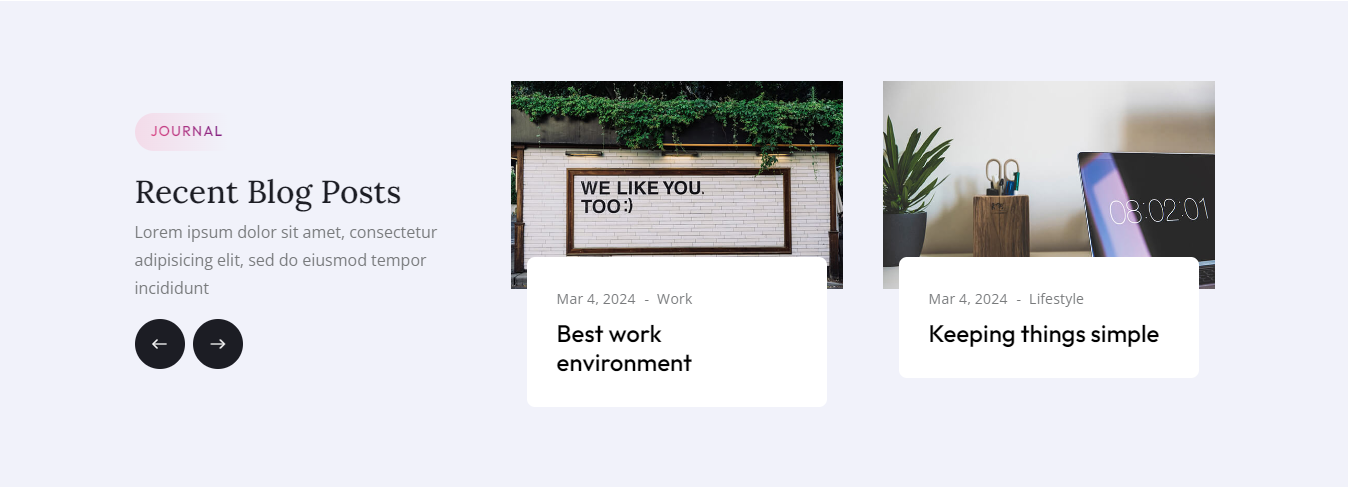 JOURNAL
Recent Blog Posts
Lorem ipsum dolor sit amet, consectetur
adipisicing elit, sed do eiusmod tempor
incididunt
WE LIKE YOU.
TOO:)
Mar 4, 2024 - Work
Best work
environment
08:02:01
Mar 4, 2024 - Lifestyle
Keeping things simple